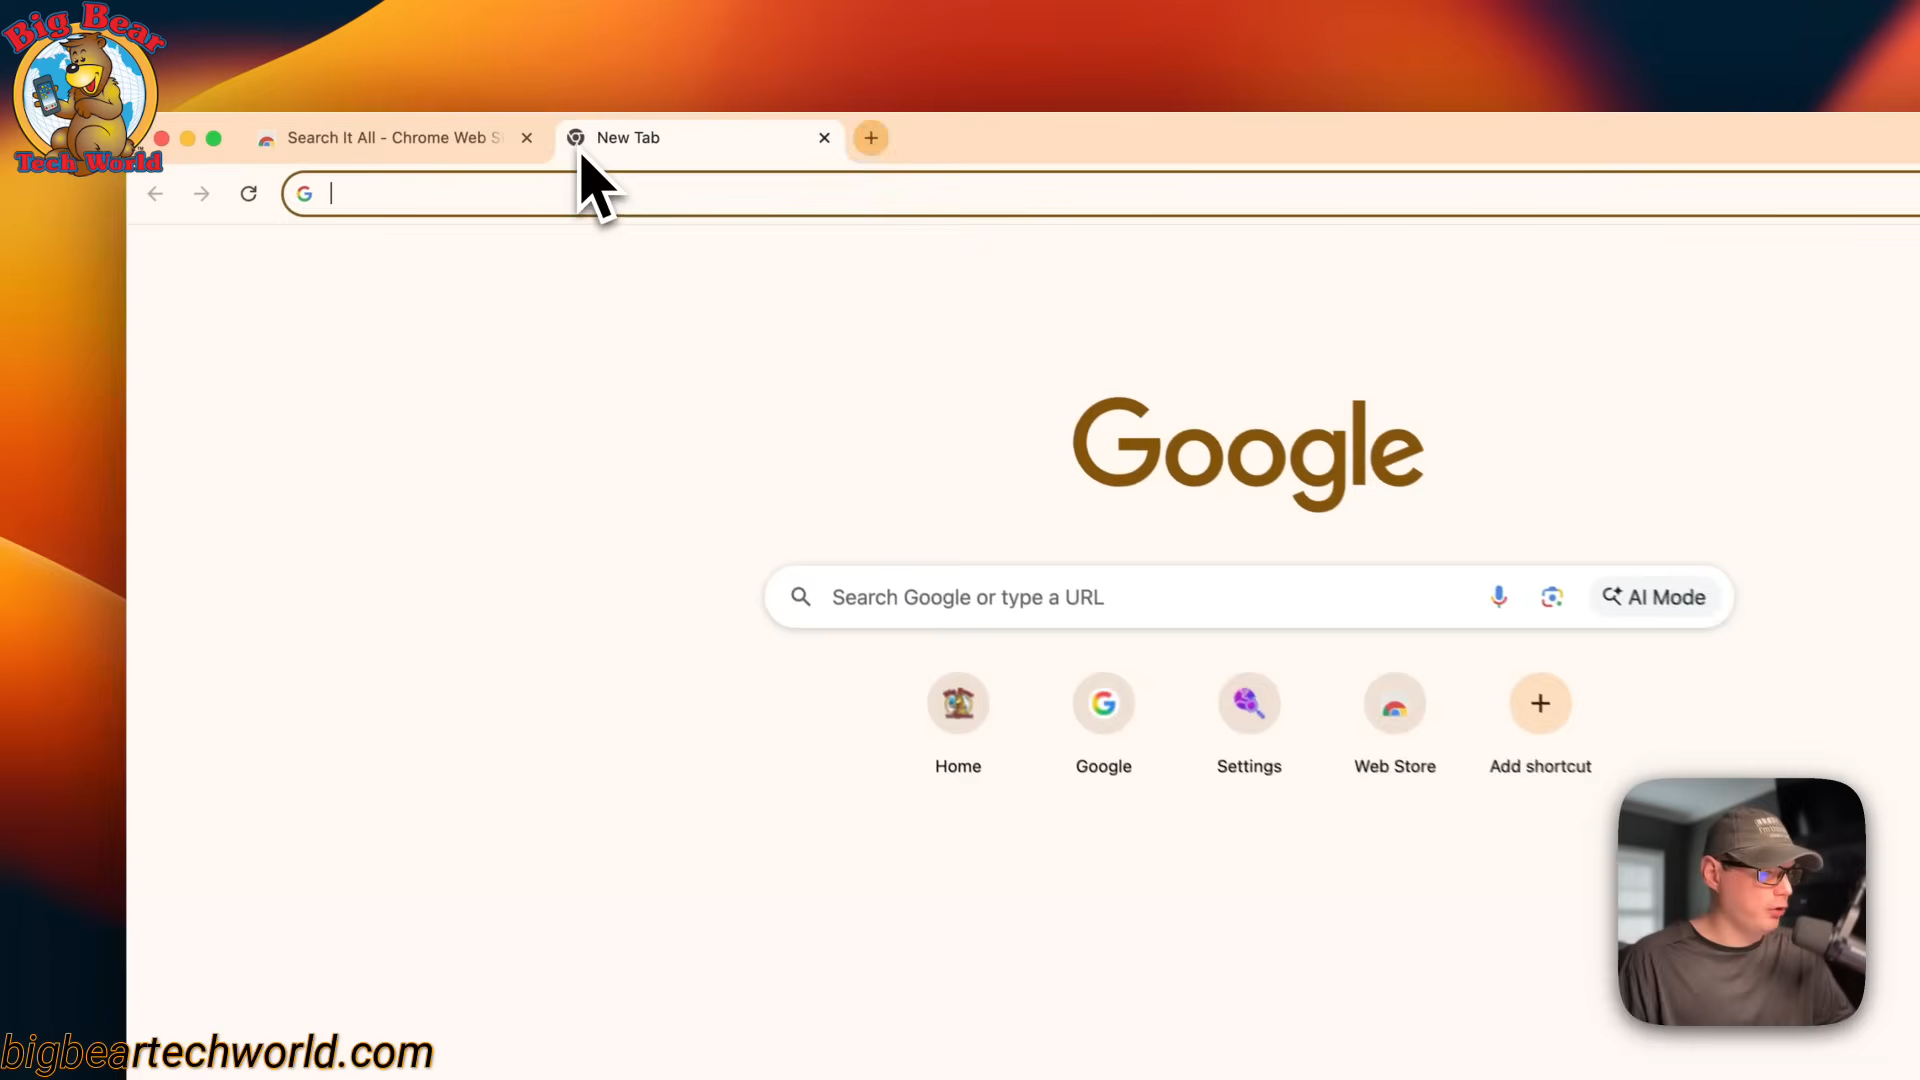 Big Bear
Tech World
Search It All - Chrome Web S
New Tab
Google
Search Google or type a URL
AI Mode
Home
Google
Settings
Web Store
Add shortcut
bigbeartechworld.com